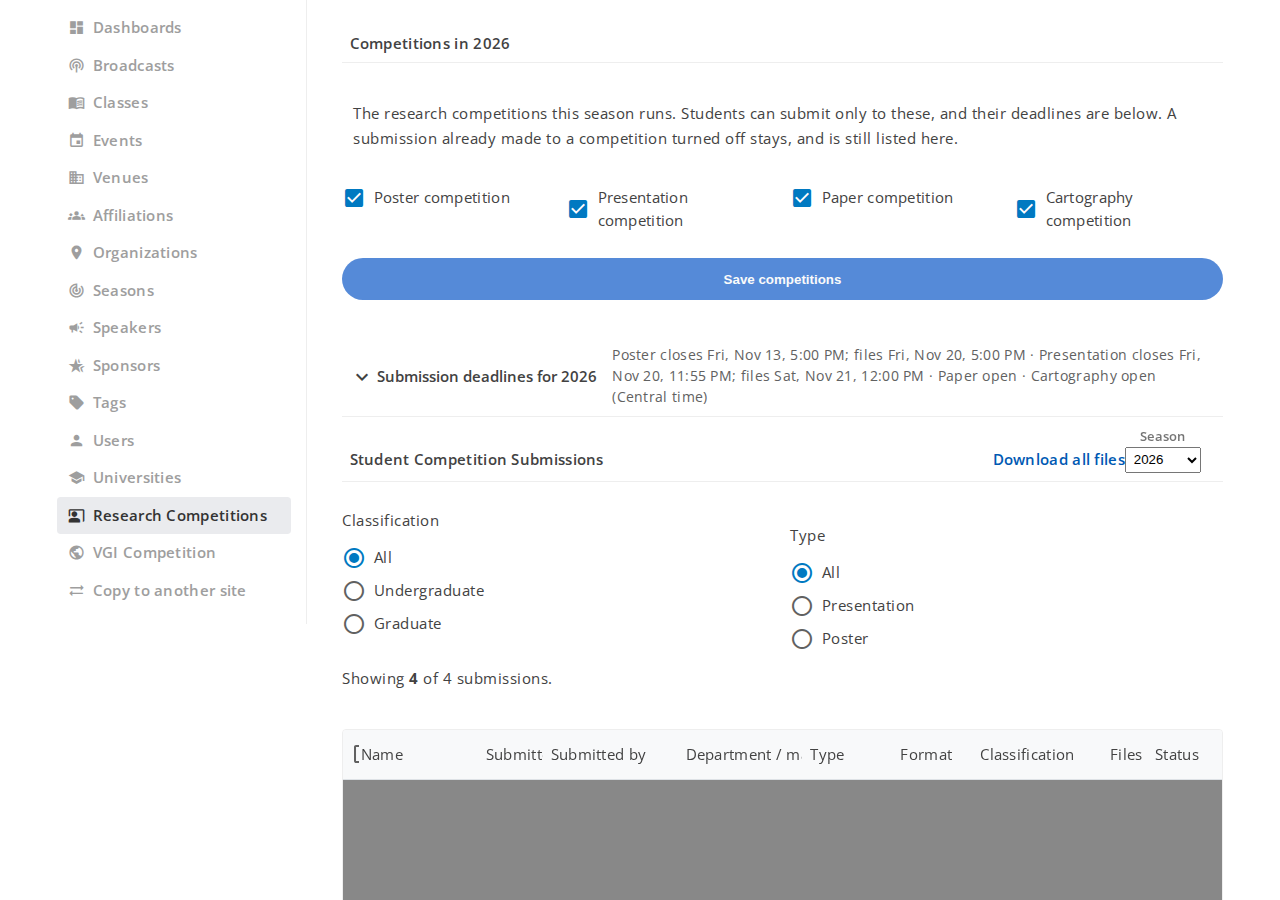 Dashboards
Broadcasts
Classes
Events
Venues
Affiliations
Organizations
Seasons
Speakers
Sponsors
Tags
Users
Universities
Research Competitions
VGI Competition
Copy to another site
Competitions in 2026
The research competitions this season runs. Students can submit only to these, and their deadlines are below. A
submission already made to a competition turned off stays, and is still listed here.
Poster competition
Presentation
competition
Paper competition
Cartography
competition
Save competitions
Submission deadlines for 2026
Poster closes Fri, Nov 13, 5:00 PM; files Fri, Nov 20, 5:00 PM · Presentation closes Fri,
Nov 20, 11:55 PM; files Sat, Nov 21, 12:00 PM · Paper open · Cartography open
(Central time)
Student Competition Submissions
Download all files
Season
2026
Classification
All
Undergraduate
Graduate
Type
All
Presentation
Poster
Showing 4 of 4 submissions.
Name Submitt Submitted by Department / m Type Format Classification Files Status